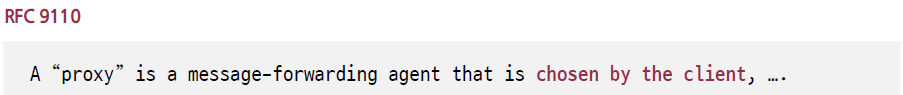 RFC 9110
A “proxy” is a message-forwarding agent that is chosen by the client, ….